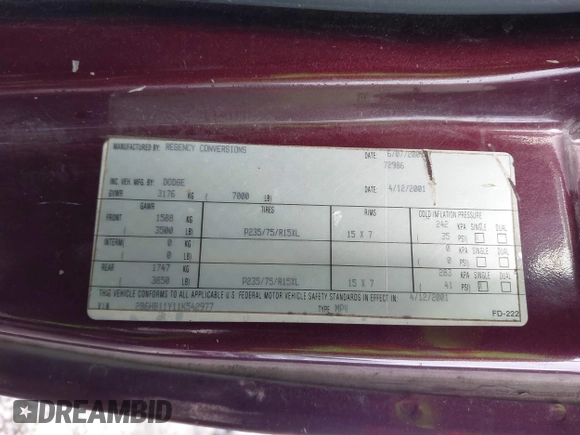 MANUFACTURED BY: REGENCY CONVERSIONS DATE: 6/07/2001
72986
INC. VEH. MFG. BY: DODGE DATE: 4/12/2001
GVWR 3176 KG ( 7000 LB)
GAWR TIRES RIMS COLD INFLATION PRESSURE
FRONT 1588 KG 242 KPA SINGLE DUAL
3500 LB) P235/75/R15XL 15 X 7 ( 35 PSI)
INTERM) 0 KG 0 KPA SINGLE DUAL
( 0 LB) ( 0 PSI)
REAR 1747 KG 283 KPA SINGLE DUAL
( 3850 LB) P235/75/R15XL 15 X 7 ( 41 PSI)
THIS VEHICLE CONFORMS TO ALL APPLICABLE U.S. FEDERAL MOTOR VEHICLE SAFETY STANDARDS IN EFFECT IN: 4/12/2001
V.I.N. 2B6HB11Y11K542977 TYPE: MPV
FD-222
DREAMBID